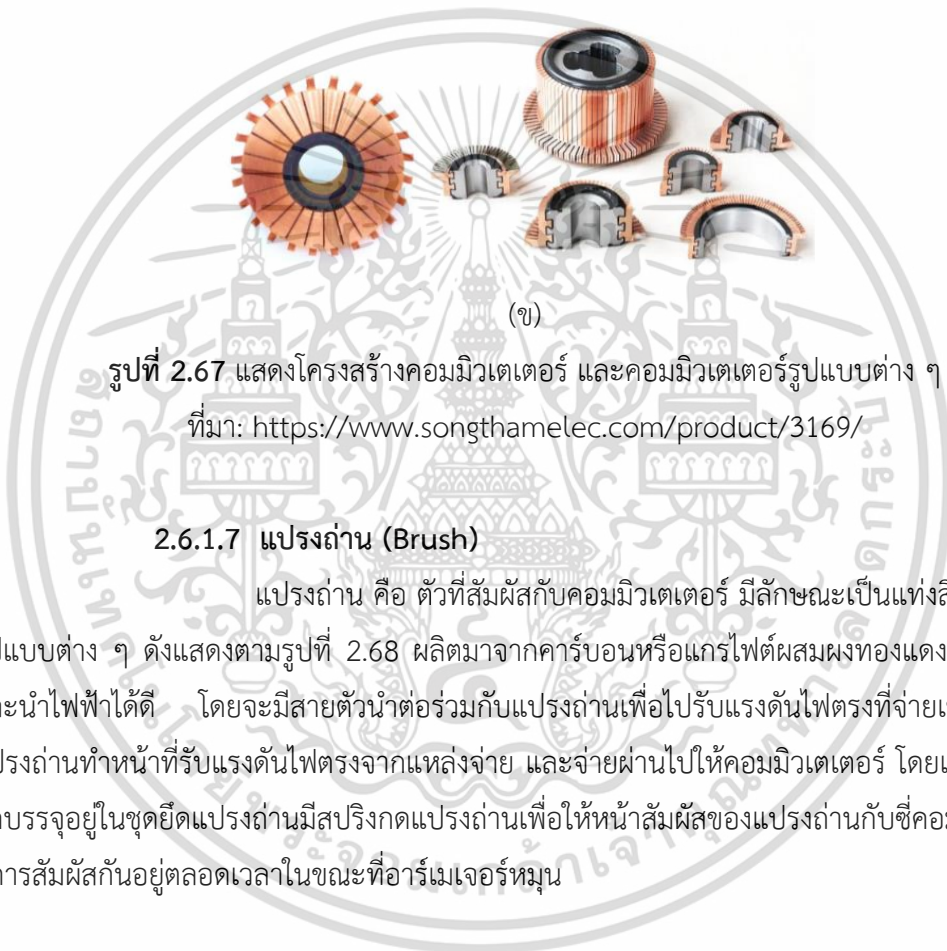 (ข)
รูปที่ 2.67 แสดงโครงสร้างคอมมิวเตเตอร์ และคอมมิวเตเตอร์รูปแบบต่าง ๆ
ที่มา: https://www.songthamelec.com/product/3169/
2.6.1.7 แปรงถ่าน (Brush)
แปรงถ่าน คือ ตัวที่สัมผัสกับคอมมิวเตเตอร์ มีลักษณะเป็นแท่งสี
ปแบบต่าง ๆ ดังแสดงตามรูปที่ 2.68 ผลิตมาจากคาร์บอนหรือแกรไฟต์ผสมผงทองแดง
ะนำไฟฟ้าได้ดี โดยจะมีสายตัวนำต่อร่วมกับแปรงถ่านเพื่อไปรับแรงดันไฟตรงที่จ่ายเ
ปรงถ่านทำหน้าที่รับแรงดันไฟตรงจากแหล่งจ่าย และจ่ายผ่านไปให้คอมมิวเตเตอร์ โดยแ
บรรจุอยู่ในชุดยึดแปรงถ่านมีสปริงกดแปรงถ่านเพื่อให้หน้าสัมผัสของแปรงถ่านกับซี่คอม
ารสัมผัสกันอยู่ตลอดเวลาในขณะที่อาร์เมเจอร์หมุน